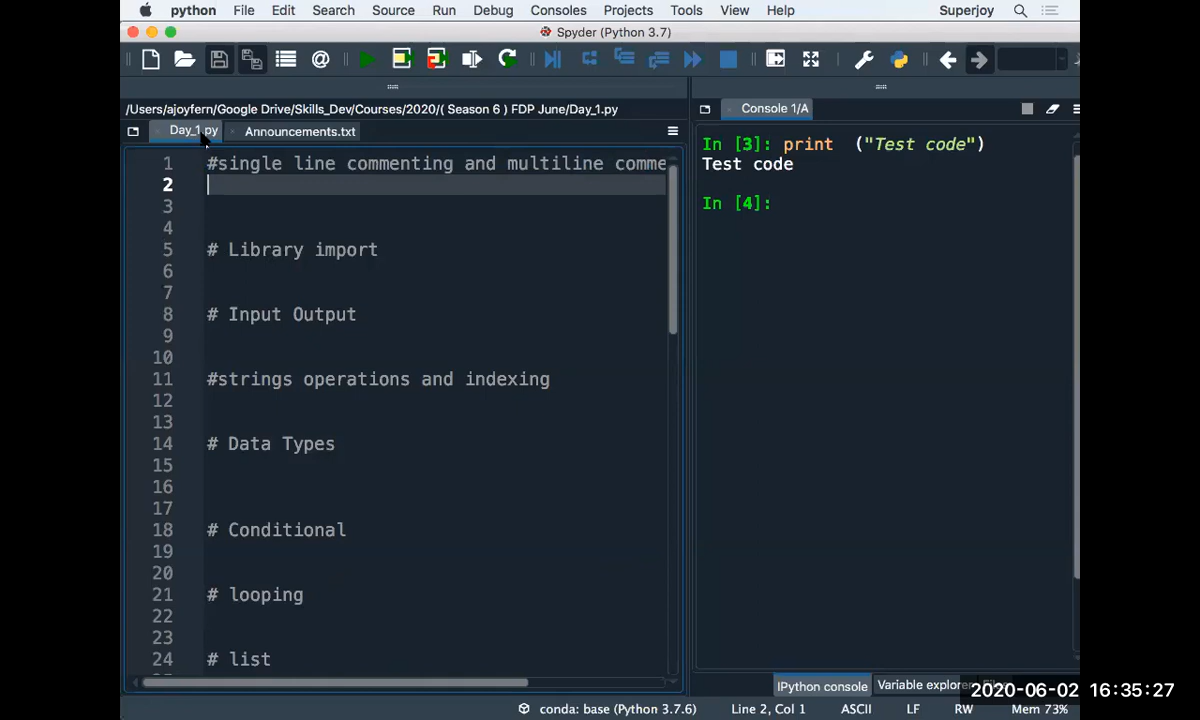 python File Edit Search Source Run Debug Consoles Projects Tools View Help Superjoy
Spyder (Python 3.7)
/Users/ajoyfern/Google Drive/Skills_Dev/Courses/2020/( Season 6 ) FDP June/Day_1.py
Day_1.py Announcements.txt
1 #single line commenting and multiline comme
2
3
4
5 # Library import
6
7
8 # Input Output
9
10
11 #strings operations and indexing
12
13
14 # Data Types
15
16
17
18 # Conditional
19
20
21 # looping
22
23
24 # list
Console 1/A
In [3]: print ("Test code")
Test code
In [4]:
IPython console Variable explorer
2020-06-02 16:35:27
conda: base (Python 3.7.6) Line 2, Col 1 ASCII LF RW Mem 73%